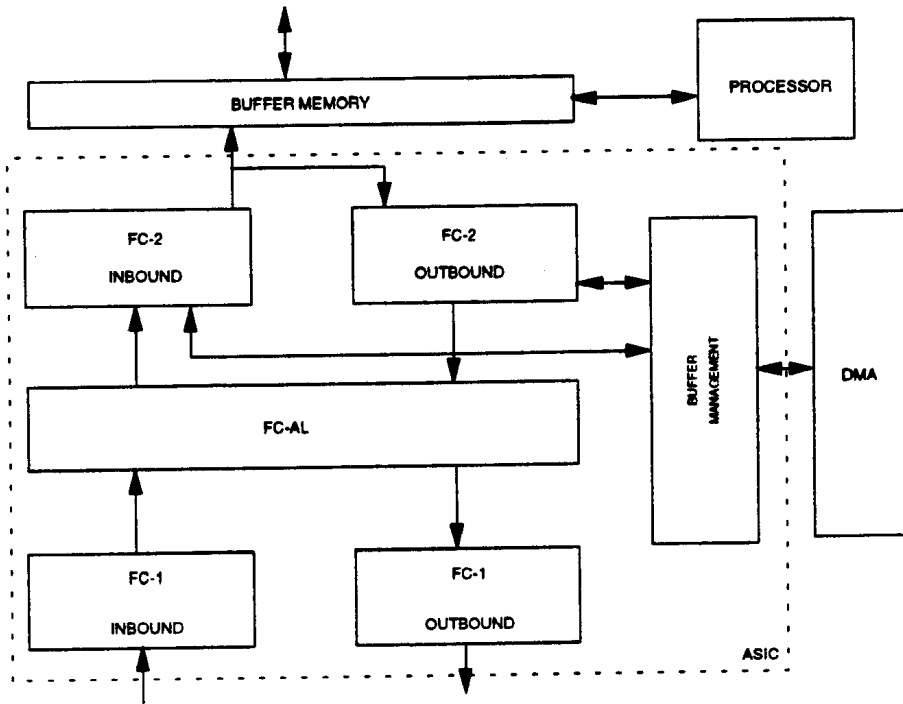 BUFFER MEMORY
PROCESSOR
FC-2
INBOUND
FC-2
OUTBOUND
BUFFER
MANAGEMENT
DMA
FC-AL
FC-1
INBOUND
FC-1
OUTBOUND
ASIC